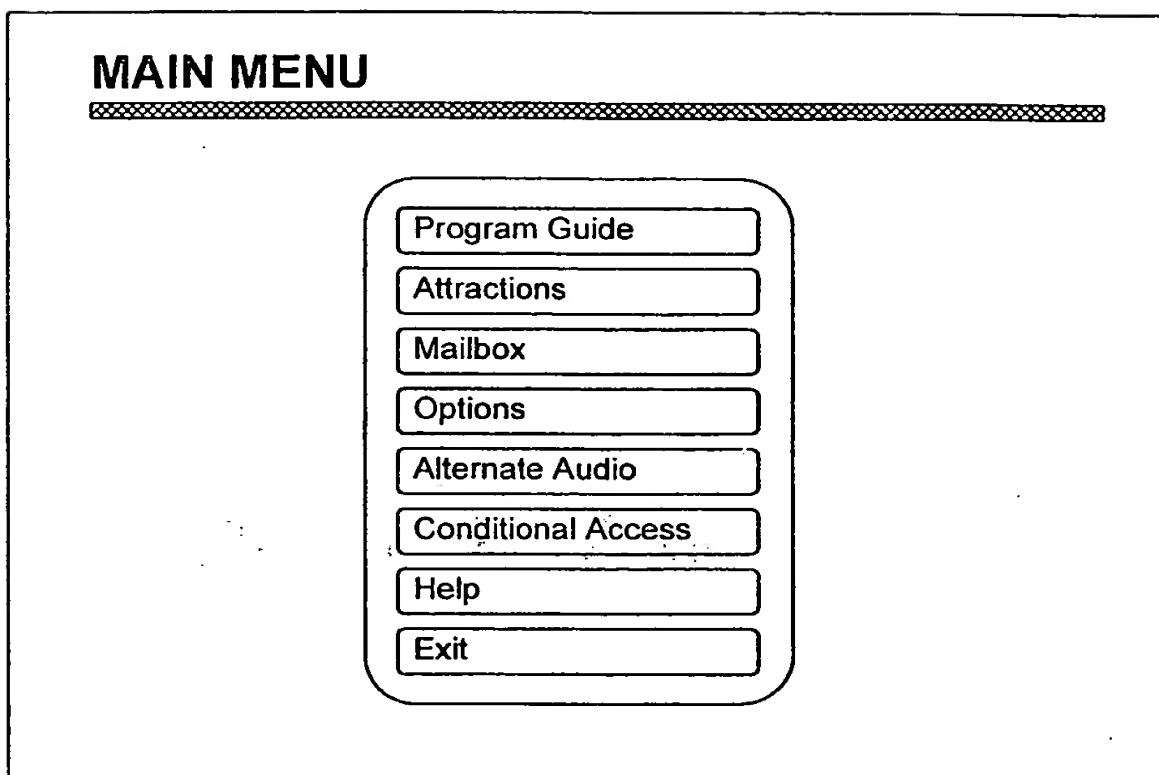 MAIN MENU
Program Guide
Attractions
Mailbox
Options
Alternate Audio
Conditional Access
Help
Exit